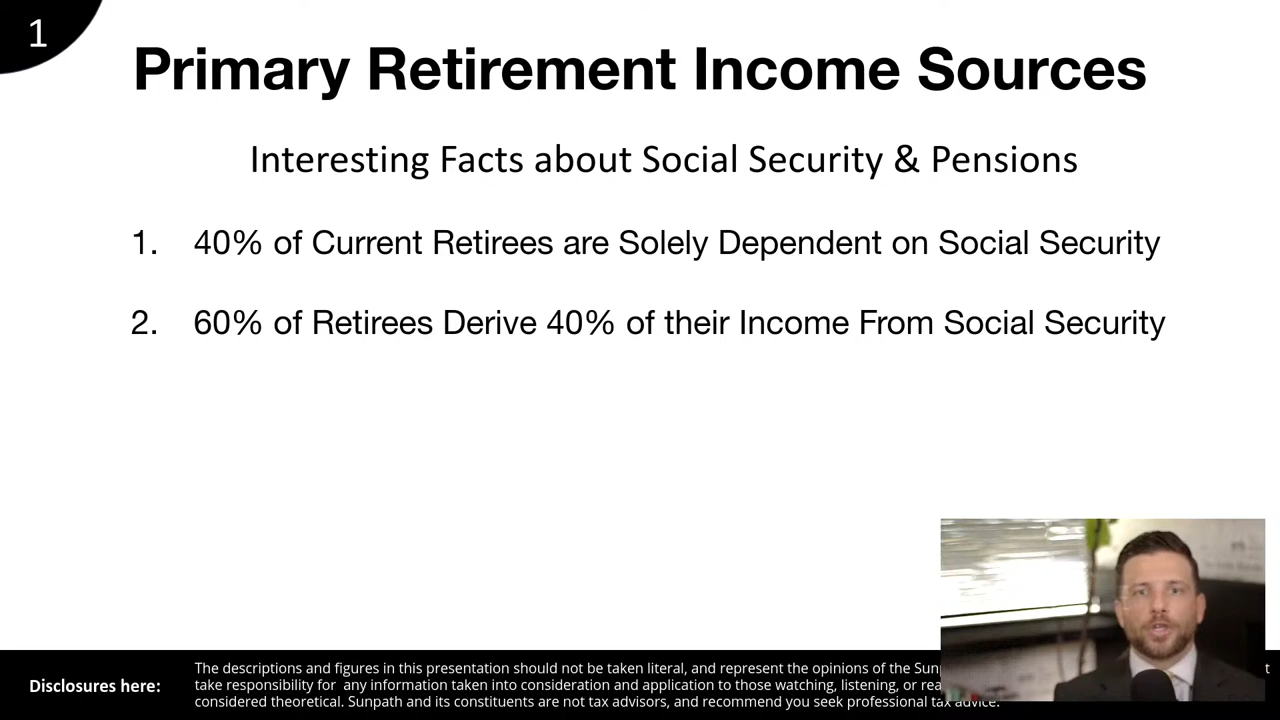 1
Primary Retirement Income Sources
Interesting Facts about Social Security & Pensions
1. 40% of Current Retirees are Solely Dependent on Social Security
2. 60% of Retirees Derive 40% of their Income From Social Security
Disclosures here:
The descriptions and figures in this presentation should not be taken literal, and represent the opinions of the
take responsibility for any information taken into consideration and application to those watching, listening, or
considered theoretical. Sunpath and its constituents are not tax advisors, and recommend you seek professional tax advice.